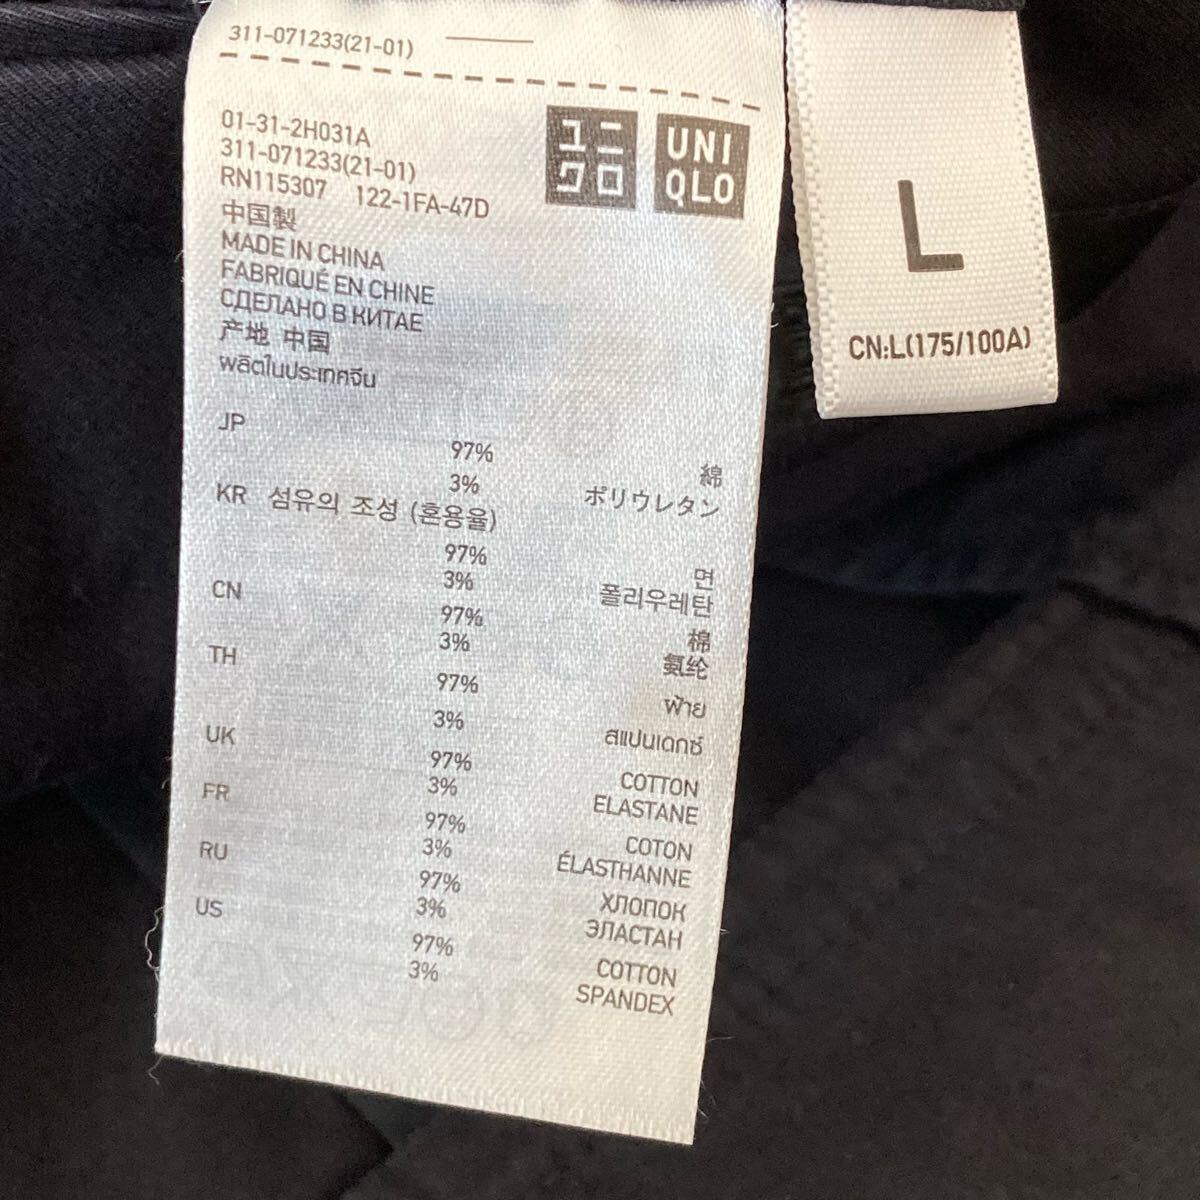 311-071233(21-01)
01-31-2H031A
311-071233(21-01)
RN115307 122-1FA-47D
ユニ
クロ
UNI
QLO
中国製
MADE IN CHINA
FABRIQUÉ EN CHINE
СДЕЛАНО В КИТАЕ
产地 中国
ผลิตในประเทศจีน
JP
97% 綿
3% ポリウレタン
KR 섬유의 조성 (혼용율)
97% 면
3% 폴리우레탄
CN
97% 棉
3% 氨纶
TH
97% ฝ้าย
3% สแปนเดกซ์
UK
97% COTTON
3% ELASTANE
FR
97% COTON
3% ÉLASTHANNE
RU
97% ХЛОПОК
3% ЭЛАСТАН
US
97% COTTON
3% SPANDEX
L
CN:L(175/100A)